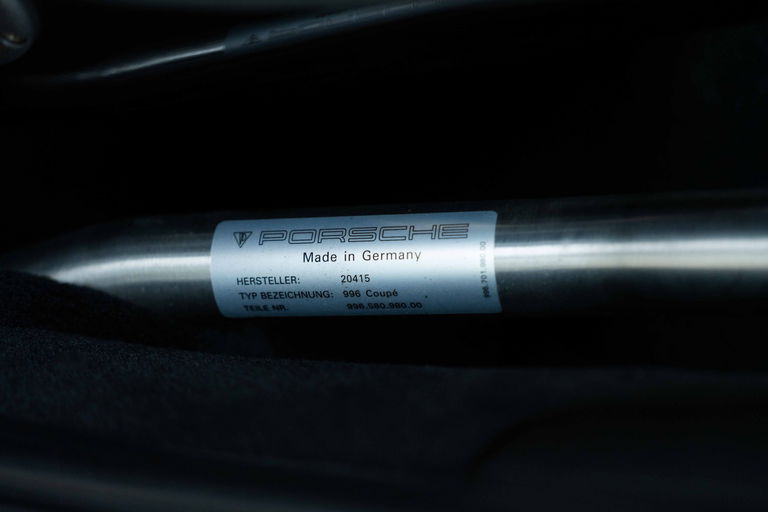 PORSCHE
Made in Germany
HERSTELLER: 20415
TYP BEZEICHNUNG: 996 Coupé
TEILE NR. 996.580.980.00